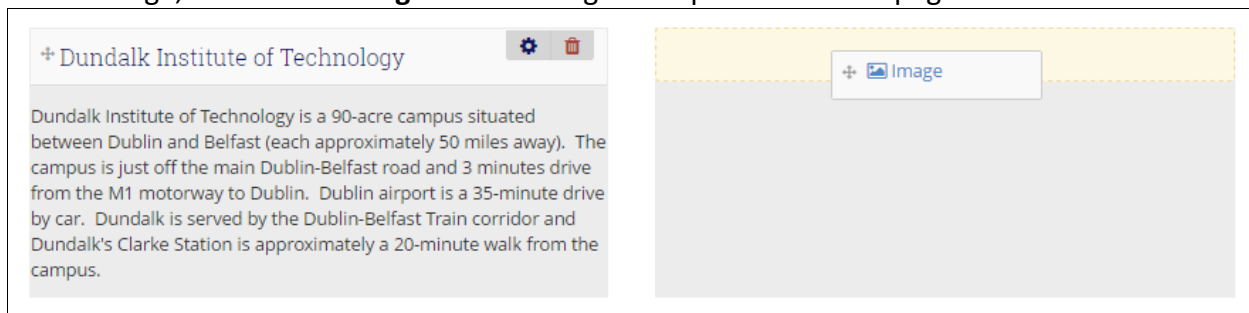 Dundalk Institute of Technology
Image
Dundalk Institute of Technology is a 90-acre campus situated
between Dublin and Belfast (each approximately 50 miles away).  The
campus is just off the main Dublin-Belfast road and 3 minutes drive
from the M1 motorway to Dublin.  Dublin airport is a 35-minute drive
by car.  Dundalk is served by the Dublin-Belfast Train corridor and
Dundalk's Clarke Station is approximately a 20-minute walk from the
campus.